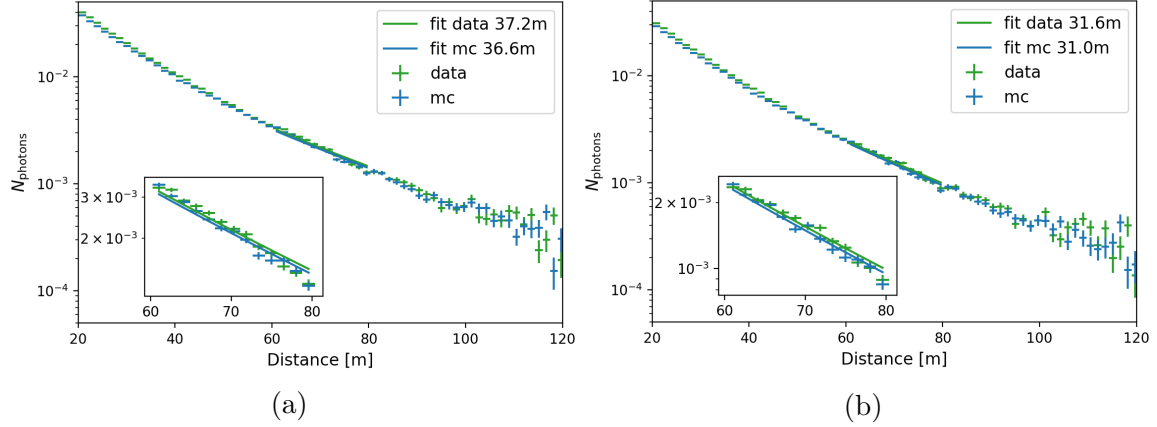 fit data 37.2m
fit mc 36.6m
data
mc
10⁻²
10⁻³
10⁻⁴
N_photons
3 × 10⁻³
2 × 10⁻³
60 70 80
20 40 60 80 100 120
Distance [m]
(a)
fit data 31.6m
fit mc 31.0m
data
mc
10⁻²
10⁻³
10⁻⁴
N_photons
2 × 10⁻³
10⁻³
60 70 80
20 40 60 80 100 120
Distance [m]
(b)